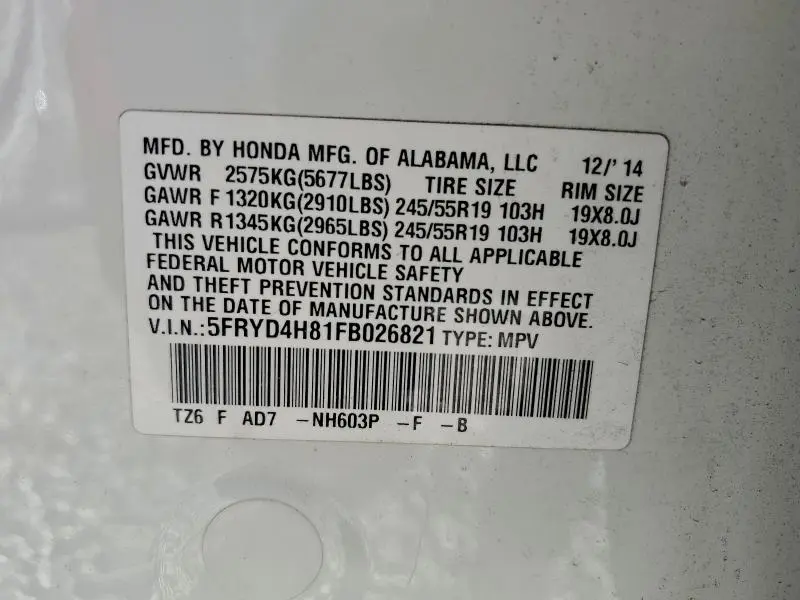 MFD. BY HONDA MFG. OF ALABAMA, LLC 12/' 14
GVWR 2575KG(5677LBS) TIRE SIZE RIM SIZE
GAWR F 1320KG(2910LBS) 245/55R19 103H 19X8.0J
GAWR R1345KG(2965LBS) 245/55R19 103H 19X8.0J
THIS VEHICLE CONFORMS TO ALL APPLICABLE
FEDERAL MOTOR VEHICLE SAFETY
AND THEFT PREVENTION STANDARDS IN EFFECT
ON THE DATE OF MANUFACTURE SHOWN ABOVE.
V.I.N.:5FRYD4H81FB026821 TYPE: MPV
TZ6 F AD7 -NH603P -F -B